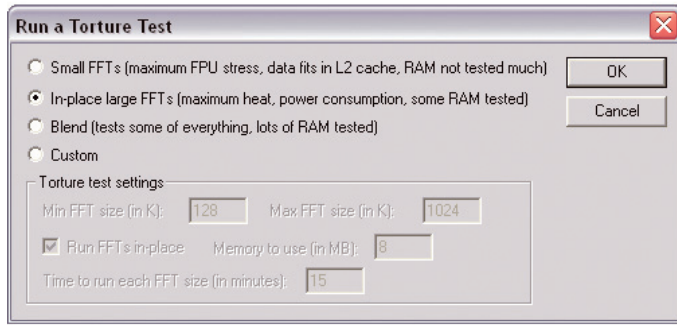 Run a Torture Test
Small FFTs (maximum FPU stress, data fits in L2 cache, RAM not tested much)
OK
In-place large FFTs (maximum heat, power consumption, some RAM tested)
Cancel
Blend (tests some of everything, lots of RAM tested)
Custom
Torture test settings
Min FFT size (in K): 128 Max FFT size (in K): 1024
Run FFTs in-place Memory to use (in MB): 8
Time to run each FFT size (in minutes): 15